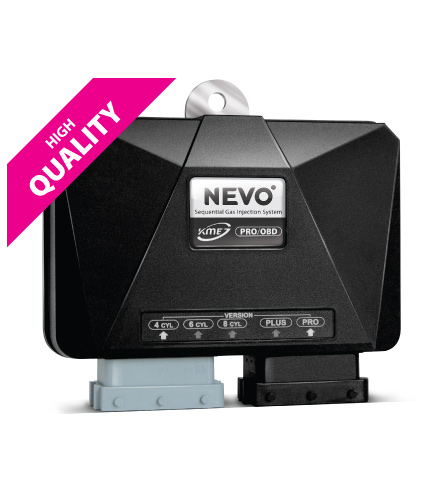 HIGH
QUALITY
NEVO
Sequential Gas Injection System
KME
PRO/OBD
VERSION
4 CYL 6 CYL 8 CYL PLUS PRO